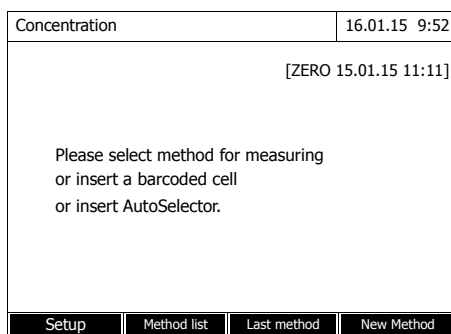 Concentration
16.01.15 9:52
[ZERO 15.01.15 11:11]
Please select method for measuring
or insert a barcoded cell
or insert AutoSelector.
Setup
Method list
Last method
New Method